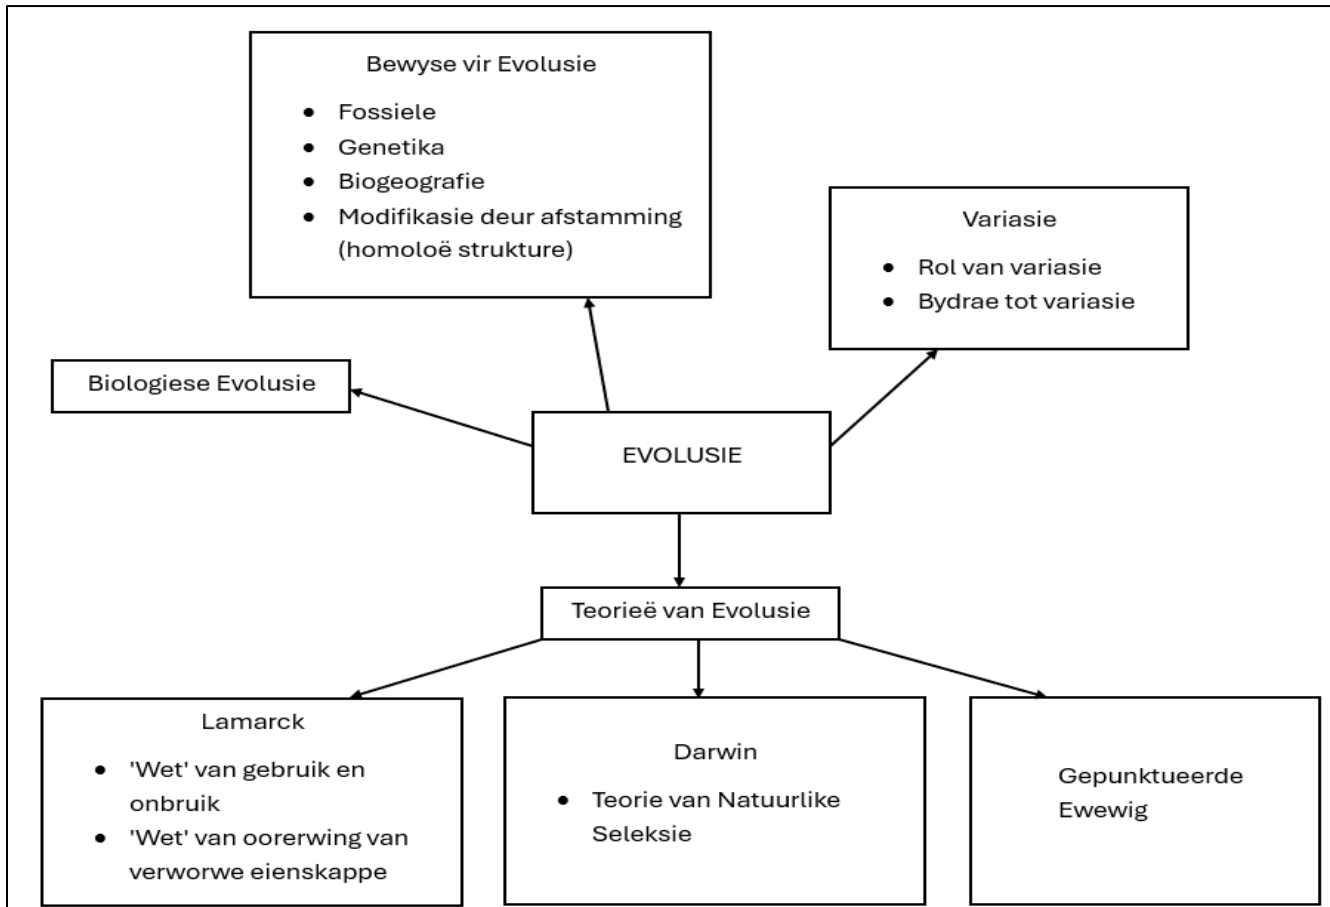 Bewyse vir Evolusie
• Fossiele
• Genetika
• Biogeografie
• Modifikasie deur afstamming
(homoloë strukture)
Variasie
• Rol van variasie
• Bydrae tot variasie
Biologiese Evolusie
EVOLUSIE
Teorieë van Evolusie
Lamarck
• 'Wet' van gebruik en
onbruik
• 'Wet' van oorerwing van
verworwe eienskappe
Darwin
• Teorie van Natuurlike
Seleksie
Gepunktueerde
Ewewig